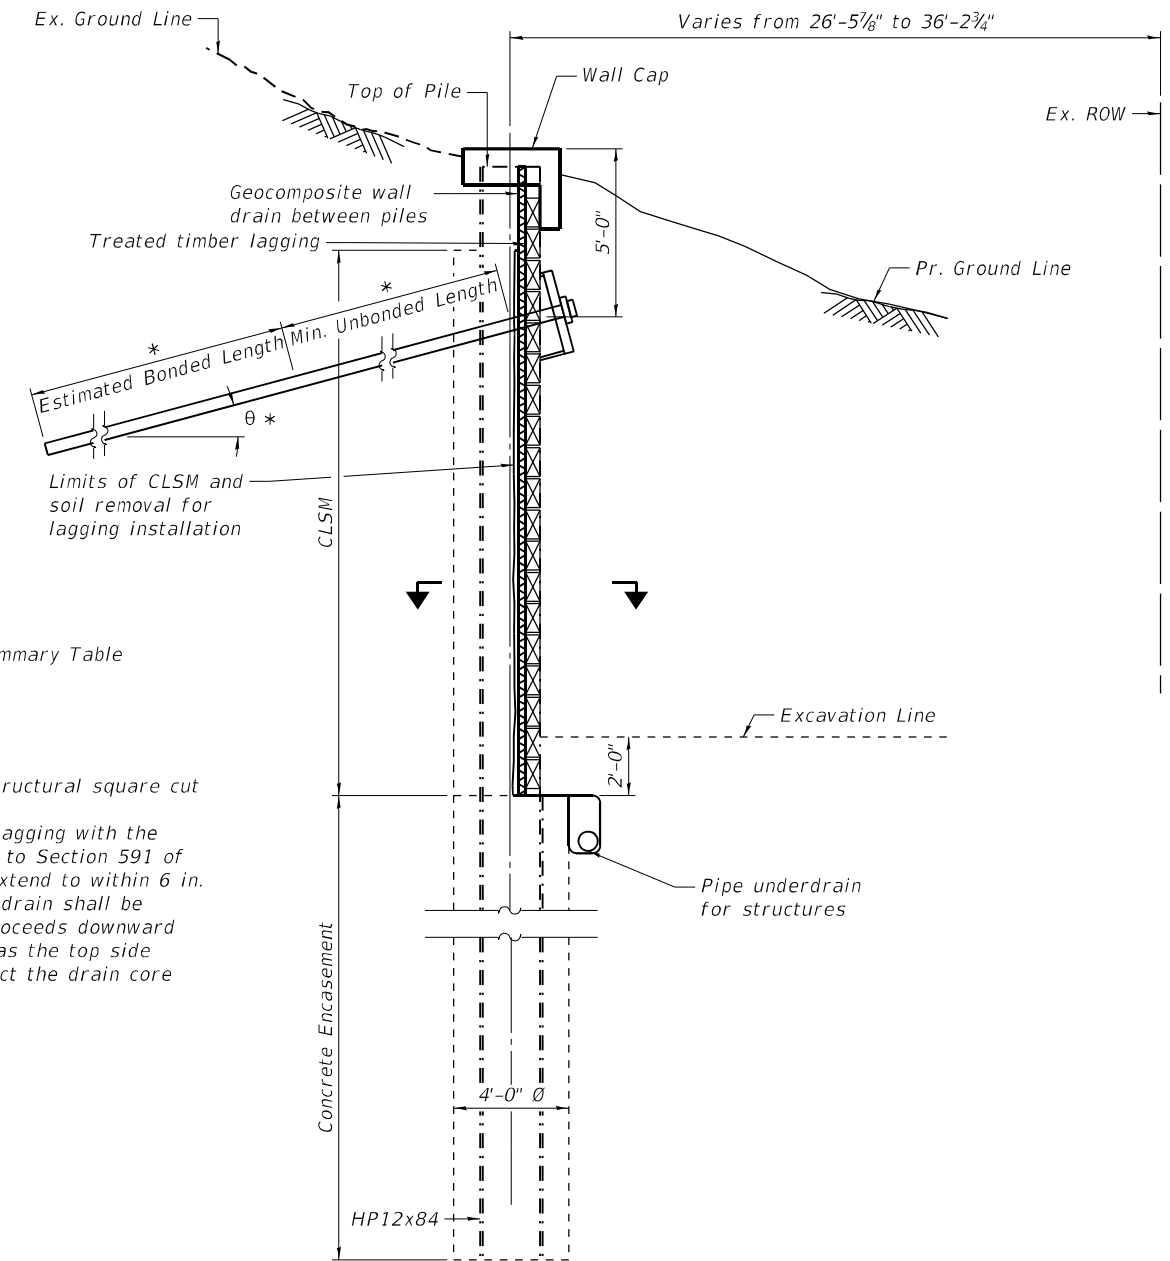 Ex. Ground Line
Varies from 26'-5⅞" to 36'-2¾"
Wall Cap
Top of Pile
Ex. ROW
Geocomposite wall
drain between piles
Treated timber lagging
5'-0"
Pr. Ground Line
*
Min. Unbonded Length
*
Estimated Bonded Length
θ *
Limits of CLSM and
soil removal for
lagging installation
CLSM
mmary Table
Excavation Line
2'-0"
ructural square cut
agging with the
to Section 591 of
xtend to within 6 in.
drain shall be
oceeds downward
as the top side
ct the drain core
Pipe underdrain
for structures
Concrete Encasement
4'-0" Ø
HP12x84